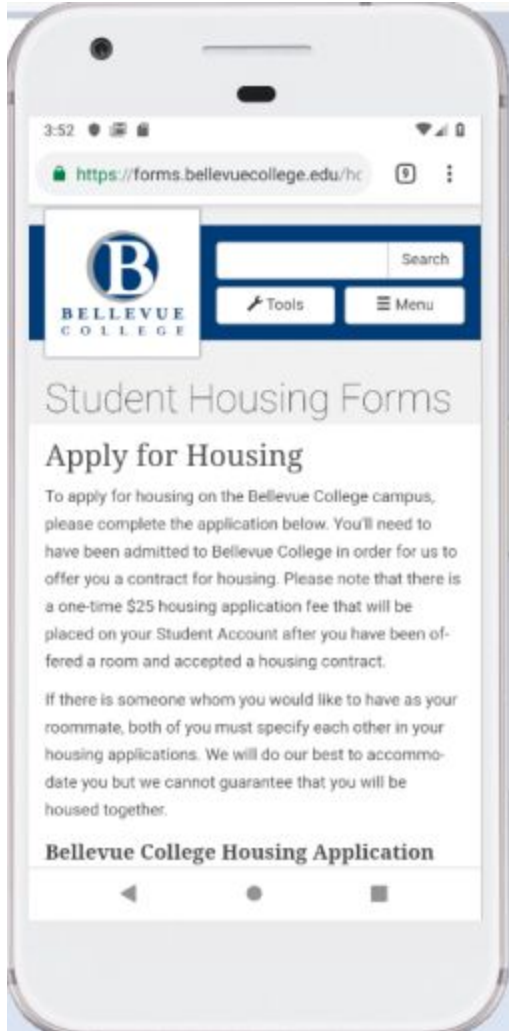 3:52
https://forms.bellevuecollege.edu/hc
9
B
BELLEVUE
COLLEGE
Search
Tools
Menu
Student Housing Forms
Apply for Housing
To apply for housing on the Bellevue College campus,
please complete the application below. You'll need to
have been admitted to Bellevue College in order for us to
offer you a contract for housing. Please note that there is
a one-time $25 housing application fee that will be
placed on your Student Account after you have been of-
fered a room and accepted a housing contract.
If there is someone whom you would like to have as your
roommate, both of you must specify each other in your
housing applications. We will do our best to accommo-
date you but we cannot guarantee that you will be
housed together.
Bellevue College Housing Application